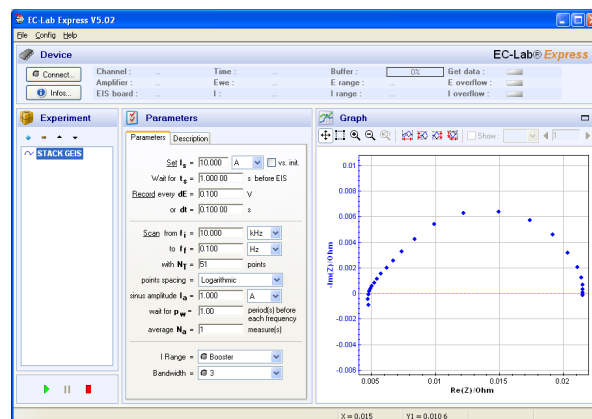 EC-Lab Express V5.02
File Config Help
Device
EC-Lab® Express
Connect...
Infos...
Channel : ... Time : ... Buffer : 0% Get data :
Amplifier : ... Ewe : ... E range : ... E overflow :
EIS board : ... I : ... I range : ... I overflow :
Experiment
STACK GEIS
Parameters
Parameters Description
Set Is = 10.000 A vs. init.
Wait for ts = 1.000 00 s before EIS
Record every dE = 0.100 V
or dt = 0.100 00 s
Scan from fi = 10.000 kHz
to ff = 0.100 Hz
with NT = 51 points
points spacing = Logarithmic
sinus amplitude Ia = 1.000 A
wait for pw = 1.00 period(s) before each frequency
average Na = 1 measure(s)
I Range = Booster
Bandwidth = 3
Graph
Show : 1
0.01
0.008
0.006
0.004
0.002
0
-0.002
-0.004
-0.006
-Im(Z)/Ohm
0.005 0.01 0.015 0.02
Re(Z)/Ohm
X = 0.015 Y1 = 0.010 6